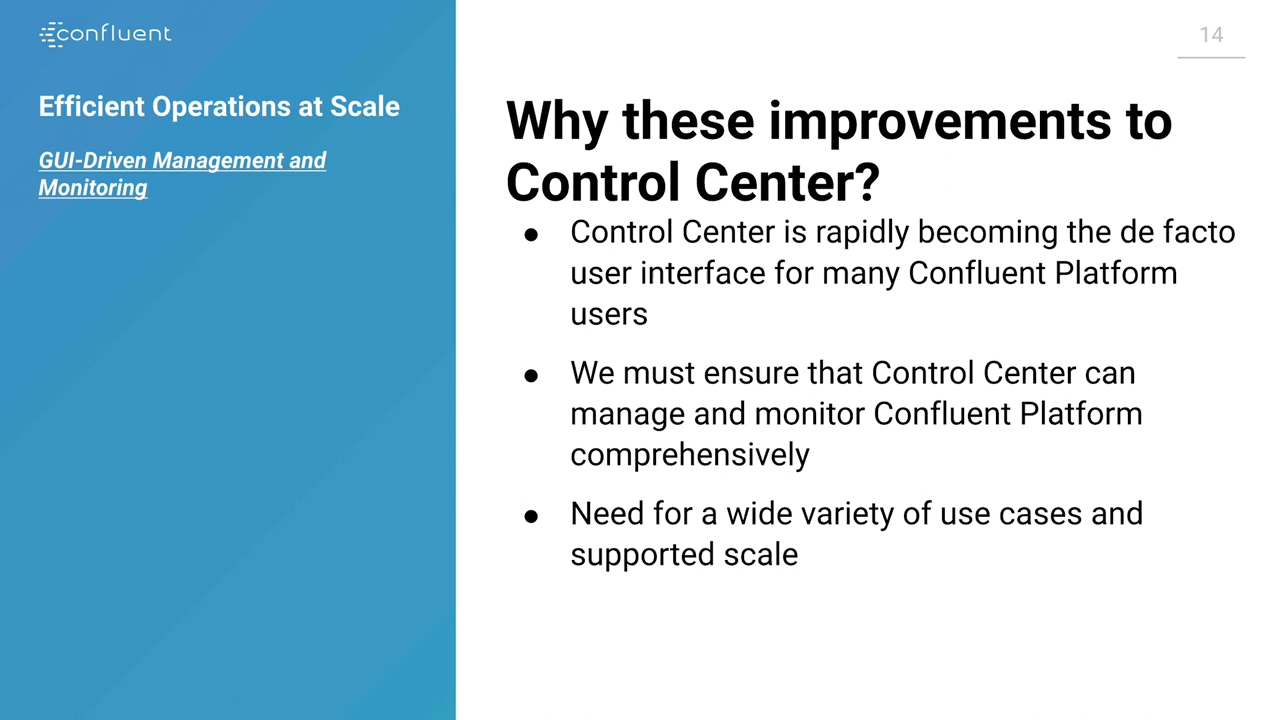 confluent
14
Efficient Operations at Scale
GUI-Driven Management and
Monitoring
Why these improvements to
Control Center?
● Control Center is rapidly becoming the de facto
user interface for many Confluent Platform
users
● We must ensure that Control Center can
manage and monitor Confluent Platform
comprehensively
● Need for a wide variety of use cases and
supported scale